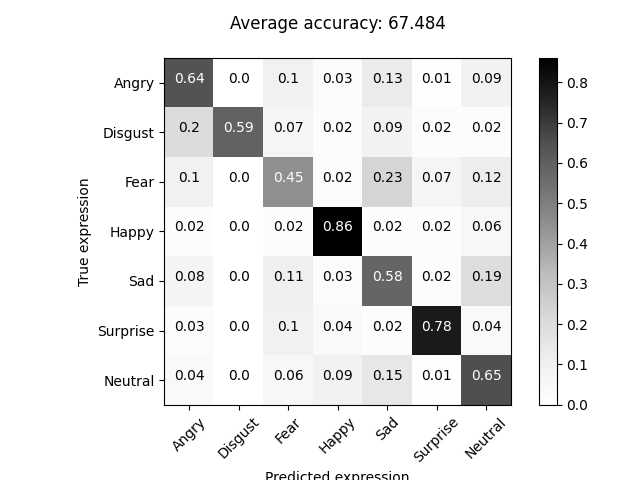 Average accuracy: 67.484
Angry 0.64 0.0 0.1 0.03 0.13 0.01 0.09
Disgust 0.2 0.59 0.07 0.02 0.09 0.02 0.02
Fear 0.1 0.0 0.45 0.02 0.23 0.07 0.12
Happy 0.02 0.0 0.02 0.86 0.02 0.02 0.06
Sad 0.08 0.0 0.11 0.03 0.58 0.02 0.19
Surprise 0.03 0.0 0.1 0.04 0.02 0.78 0.04
Neutral 0.04 0.0 0.06 0.09 0.15 0.01 0.65
Angry Disgust Fear Happy Sad Surprise Neutral
True expression
Predicted expression
0.8
0.7
0.6
0.5
0.4
0.3
0.2
0.1
0.0